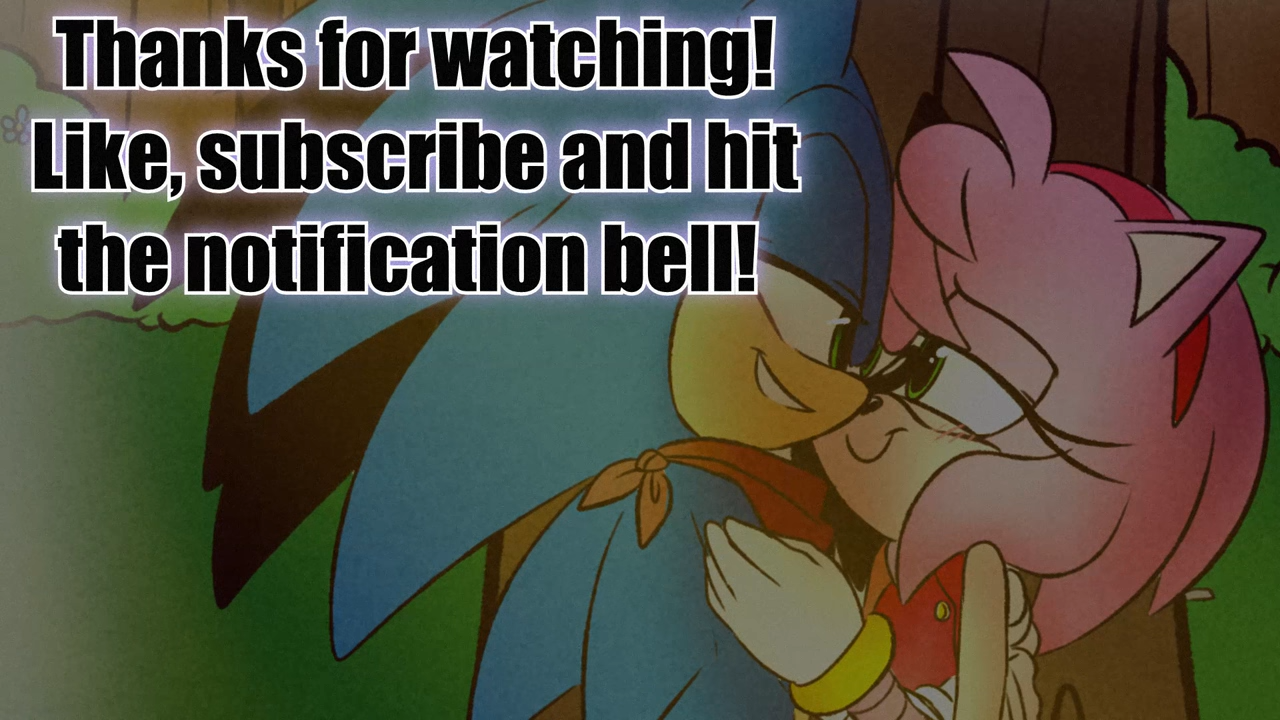 Thanks for watching!
Like, subscribe and hit
the notification bell!